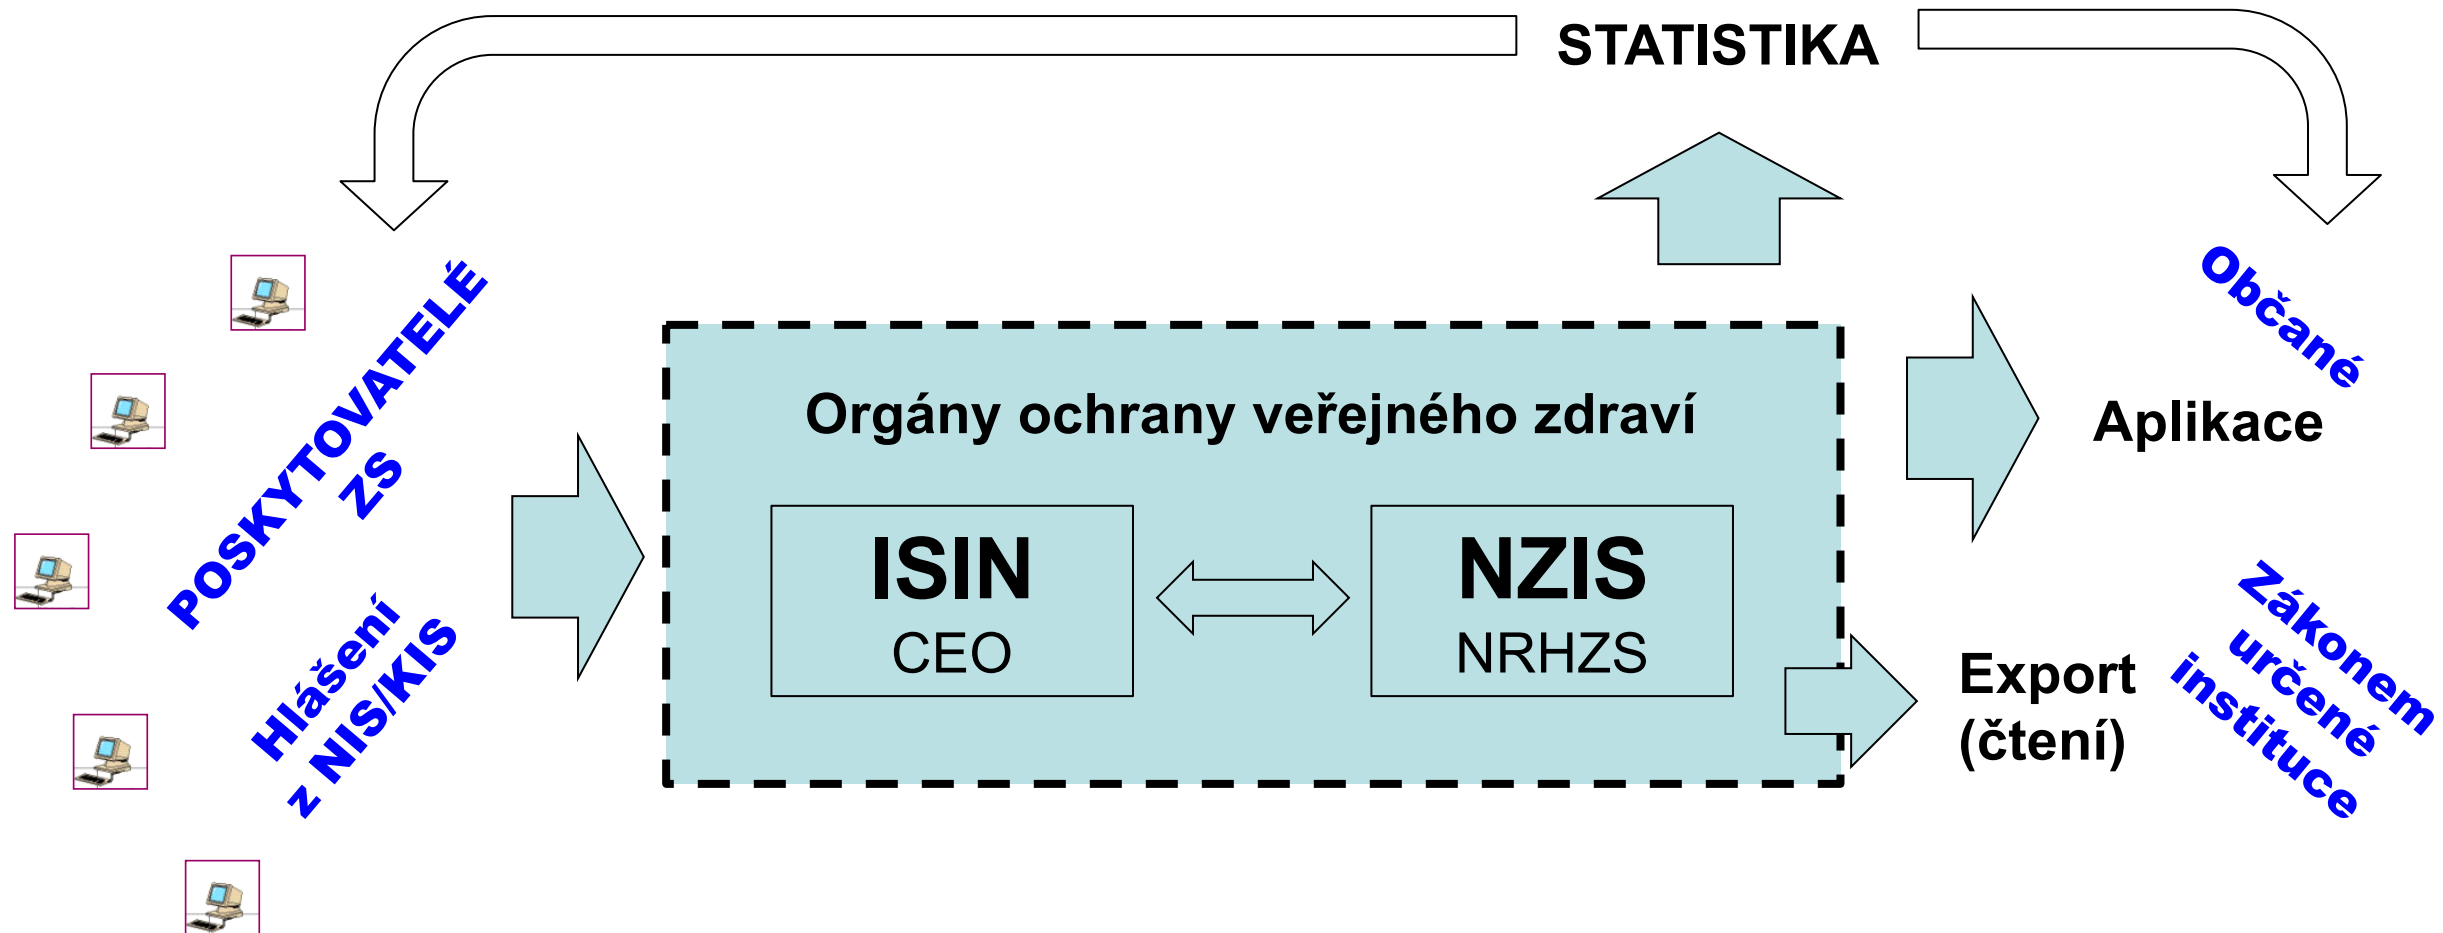 STATISTIKA
POSKYTOVATELÉ
ZS
Hlášení
z NIS/KIS
Orgány ochrany veřejného zdraví
ISIN
CEO
NZIS
NRHZS
Občané
Aplikace
Export
(čtení)
Zákonem
určené
instituce